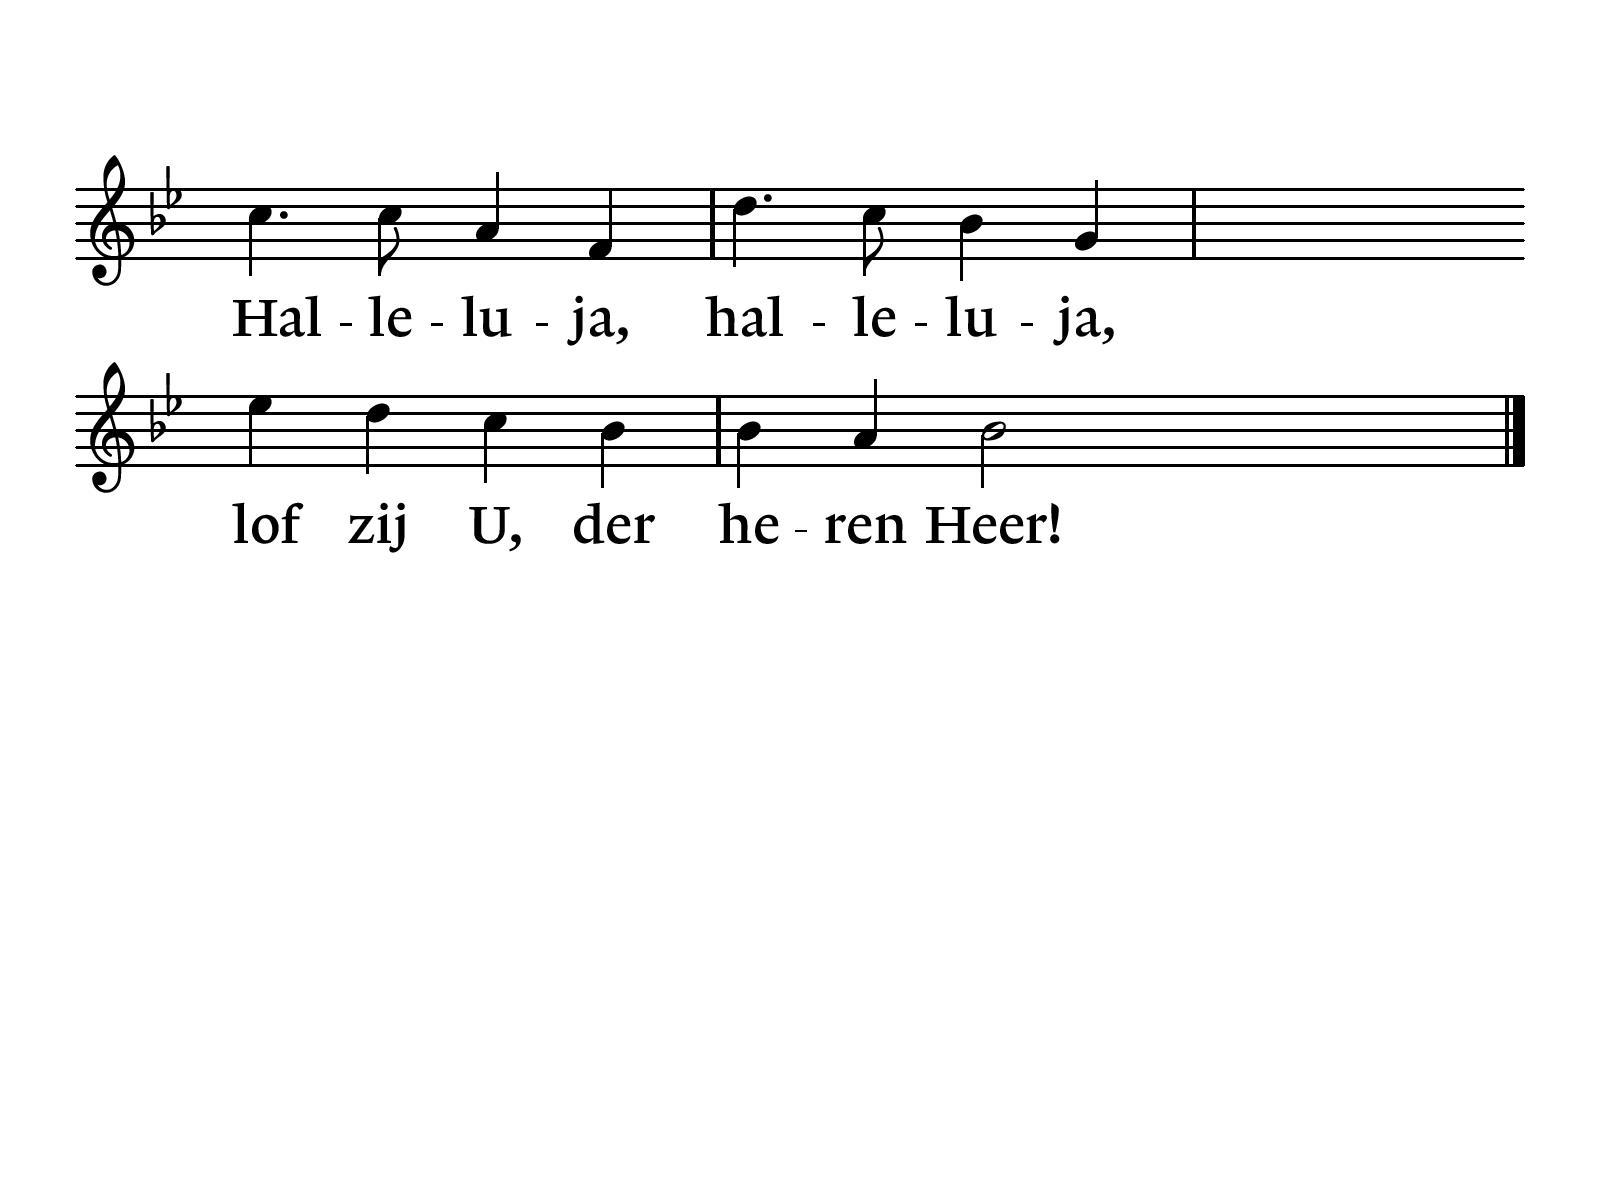 Hal - le - lu - ja, hal - le - lu - ja,
lof zij U, der he - ren Heer!